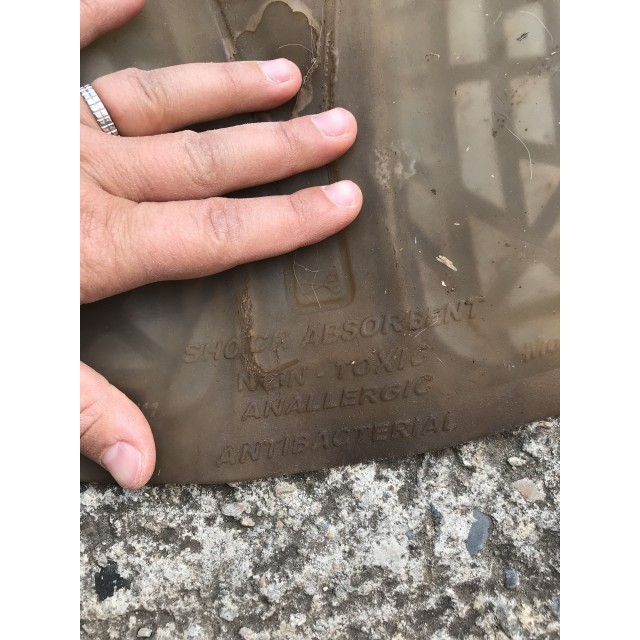 SHOCK ABSORBENT
NON - TOXIC
ANALLERGIC
ANTIBACTERIAL